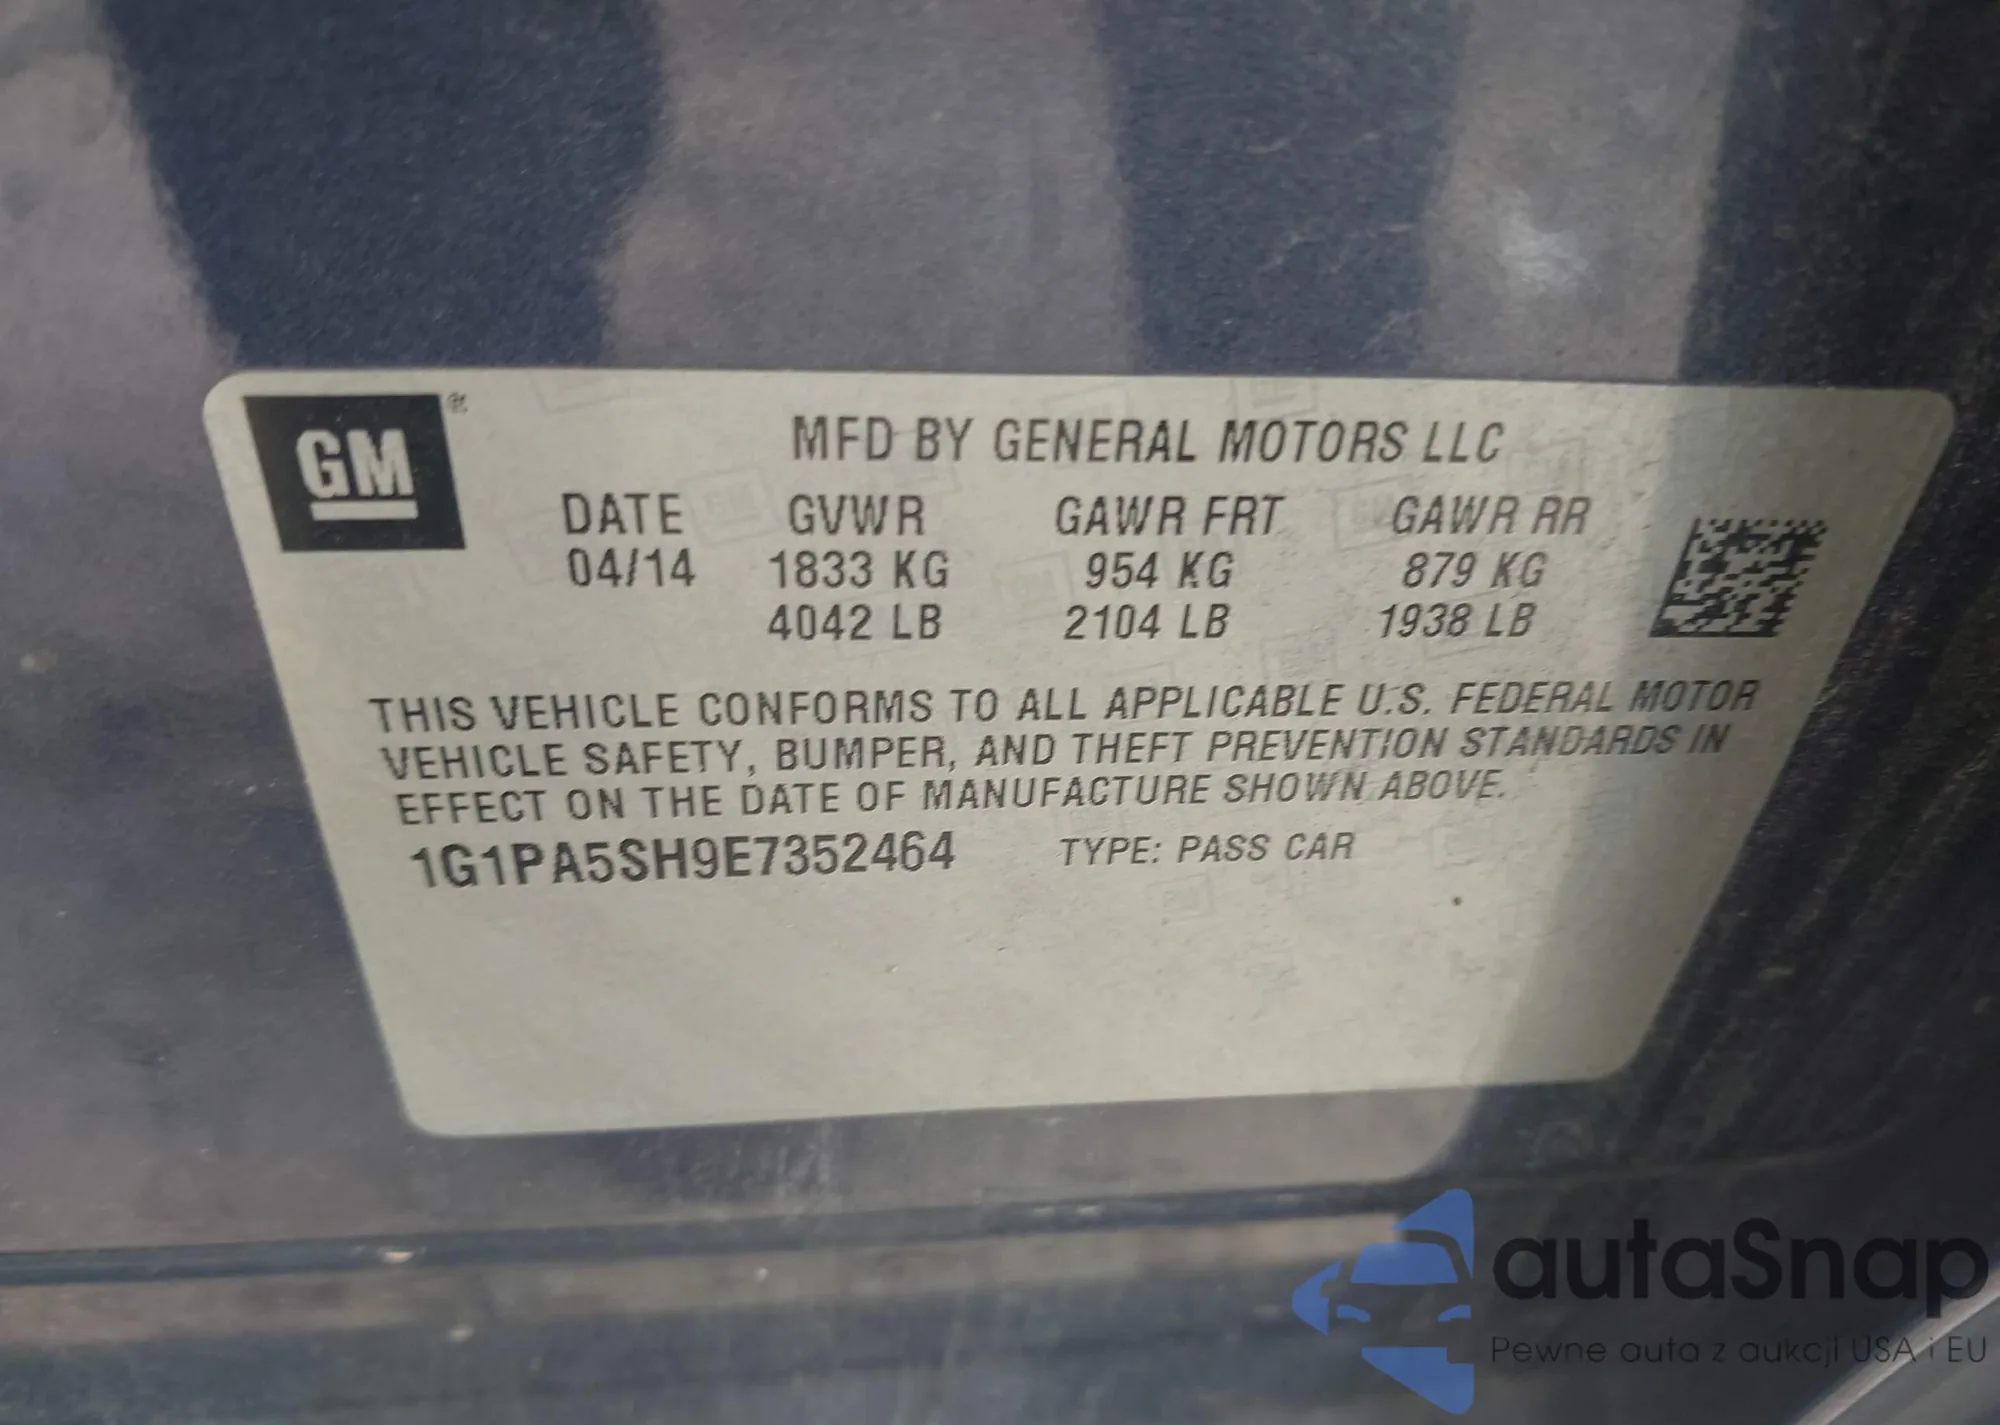 GM®
MFD BY GENERAL MOTORS LLC
DATE GVWR GAWR FRT GAWR RR
04/14 1833 KG 954 KG 879 KG
4042 LB 2104 LB 1938 LB
THIS VEHICLE CONFORMS TO ALL APPLICABLE U.S. FEDERAL MOTOR
VEHICLE SAFETY, BUMPER, AND THEFT PREVENTION STANDARDS IN
EFFECT ON THE DATE OF MANUFACTURE SHOWN ABOVE.
1G1PA5SH9E7352464 TYPE: PASS CAR
autaSnap
Pewne auta z aukcji USA i EU